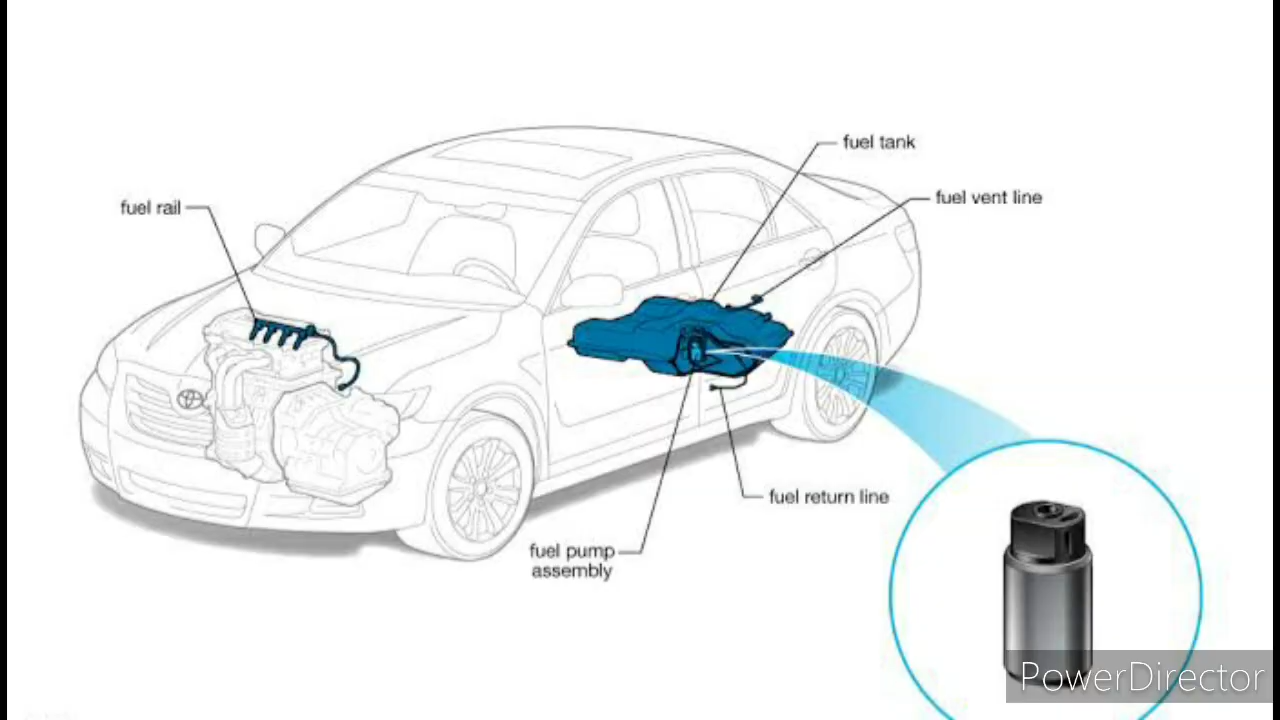 fuel tank
fuel vent line
fuel rail
fuel return line
fuel pump
assembly
PowerDirector